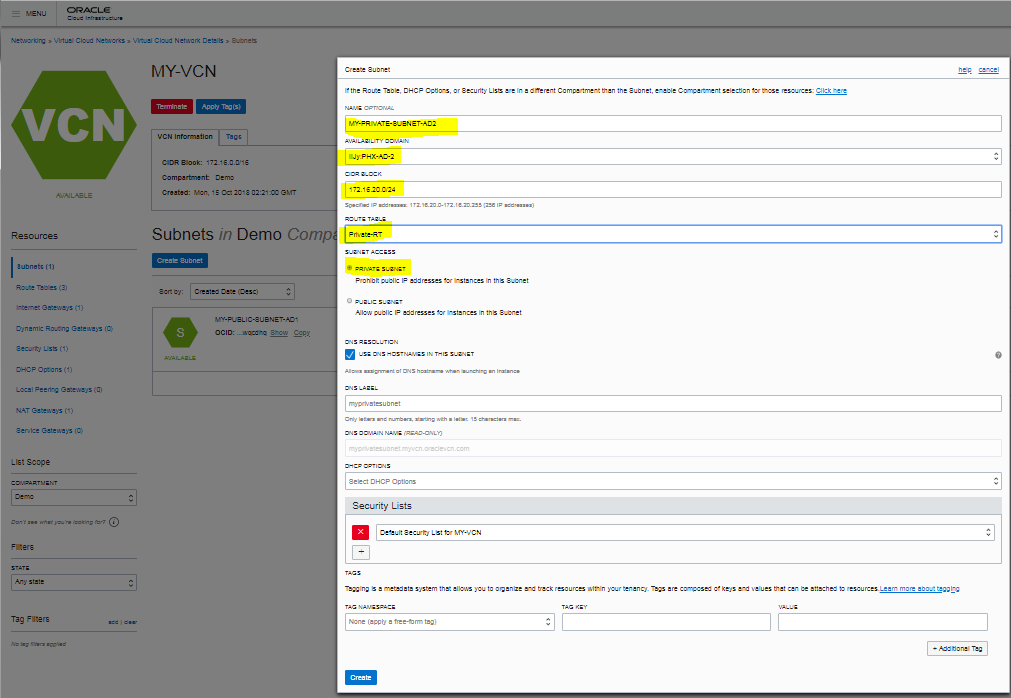 MENU
ORACLE
Cloud Infrastructure
Networking » Virtual Cloud Networks » Virtual Cloud Network Details » Subnets
VCN
AVAILABLE
MY-VCN
Terminate
Apply Tag(s)
VCN Information
Tags
CIDR Block: 172.16.0.0/16
Compartment: Demo
Created: Mon, 15 Oct 2018 02:21:00 GMT
Resources
Subnets (1)
Route Tables (3)
Internet Gateways (1)
Dynamic Routing Gateways (0)
Security Lists (1)
DHCP Options (1)
Local Peering Gateways (0)
NAT Gateways (1)
Service Gateways (0)
List Scope
COMPARTMENT
Demo
Don't see what you're looking for?
Filters
STATE
Any state
Tag Filters
add | clear
No tag filters applied
Subnets in Demo Compa
Create Subnet
Sort by:
Created Date (Desc)
S
AVAILABLE
MY-PUBLIC-SUBNET-AD1
OCID: ...wqcdhq Show Copy
Create Subnet
help cancel
If the Route Table, DHCP Options, or Security Lists are in a different Compartment than the Subnet, enable Compartment selection for those resources: Click here
NAME OPTIONAL
MY-PRIVATE-SUBNET-AD2
AVAILABILITY DOMAIN
IiJy:PHX-AD-2
CIDR BLOCK
172.16.20.0/24
Specified IP addresses: 172.16.20.0-172.16.20.255 (256 IP addresses)
ROUTE TABLE
Private-RT
SUBNET ACCESS
PRIVATE SUBNET
Prohibit public IP addresses for Instances in this Subnet
PUBLIC SUBNET
Allow public IP addresses for Instances in this Subnet
DNS RESOLUTION
USE DNS HOSTNAMES IN THIS SUBNET
Allows assignment of DNS hostname when launching an Instance
DNS LABEL
myprivatesubnet
Only letters and numbers, starting with a letter. 15 characters max.
DNS DOMAIN NAME (READ-ONLY)
myprivatesubnet.myvcn.oraclevcn.com
DHCP OPTIONS
Select DHCP Options
Security Lists
Default Security List for MY-VCN
+
TAGS
Tagging is a metadata system that allows you to organize and track resources within your tenancy. Tags are composed of keys and values that can be attached to resources. Learn more about tagging
TAG NAMESPACE
TAG KEY
VALUE
None (apply a free-form tag)
+ Additional Tag
Create